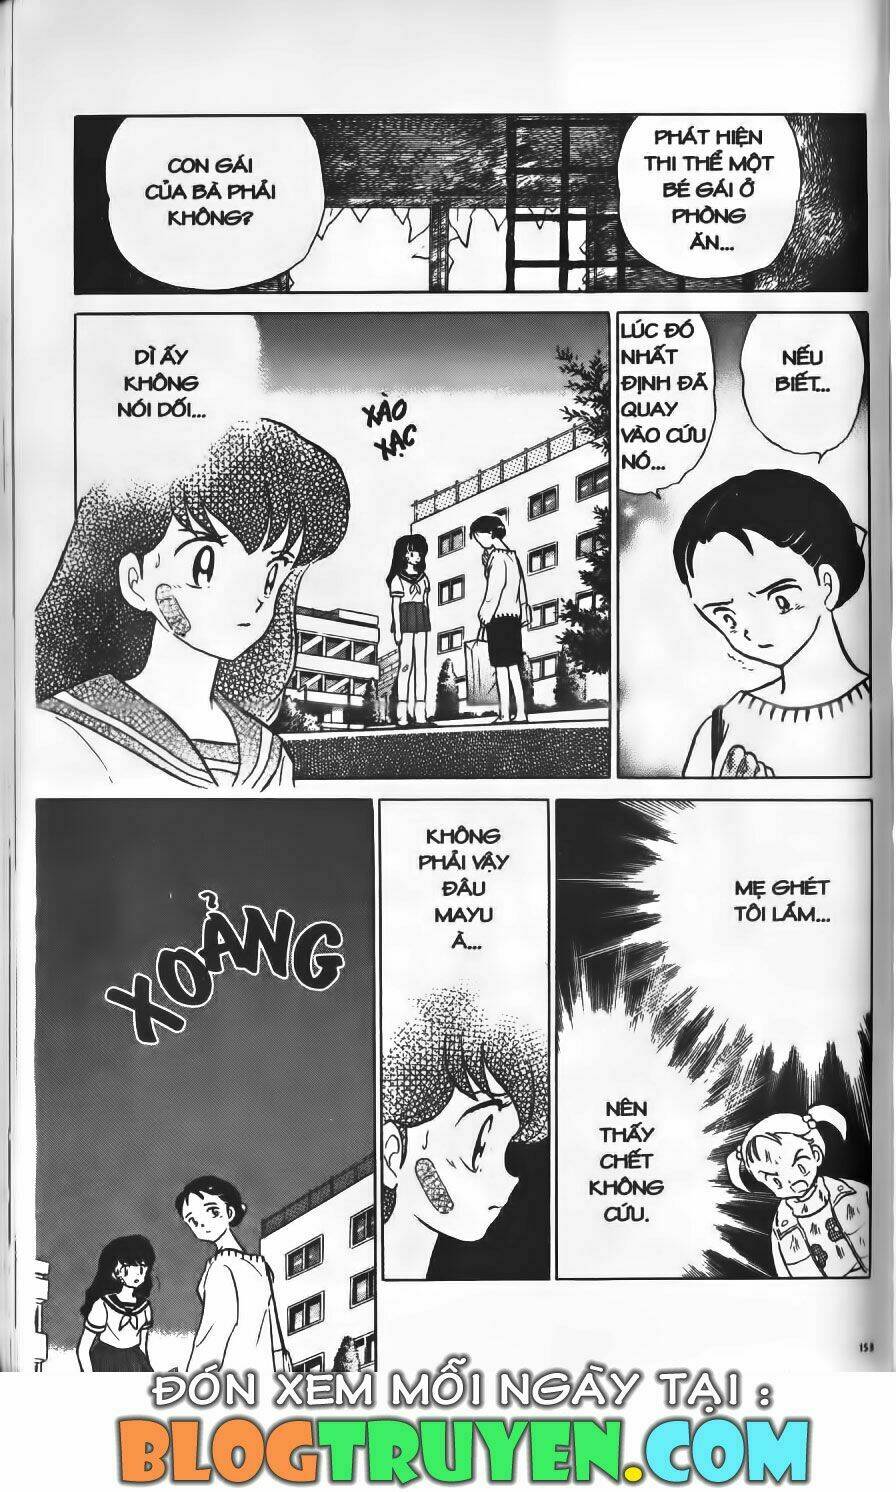 PHÁT HIỆN
THI THỂ MỘT
BÉ GÁI Ở
PHÒNG
ĂN...
CON GÁI
CỦA BÀ PHẢI
KHÔNG?
NẾU
BIẾT...
LÚC ĐÓ
NHẤT
ĐỊNH ĐÃ
QUAY
VÀO CỨU
NÓ...
XÀO
XẠC
DÌ ẤY
KHÔNG
NÓI DỐI...
MẸ GHÉT
TÔI LẮM...
NÊN
THẤY
CHẾT
KHÔNG
CỨU.
KHÔNG
PHẢI VẬY
ĐÂU
MAYU
À...
XOẢNG
ĐÓN XEM MỖI NGÀY TẠI :
BLOGTRUYEN.COM